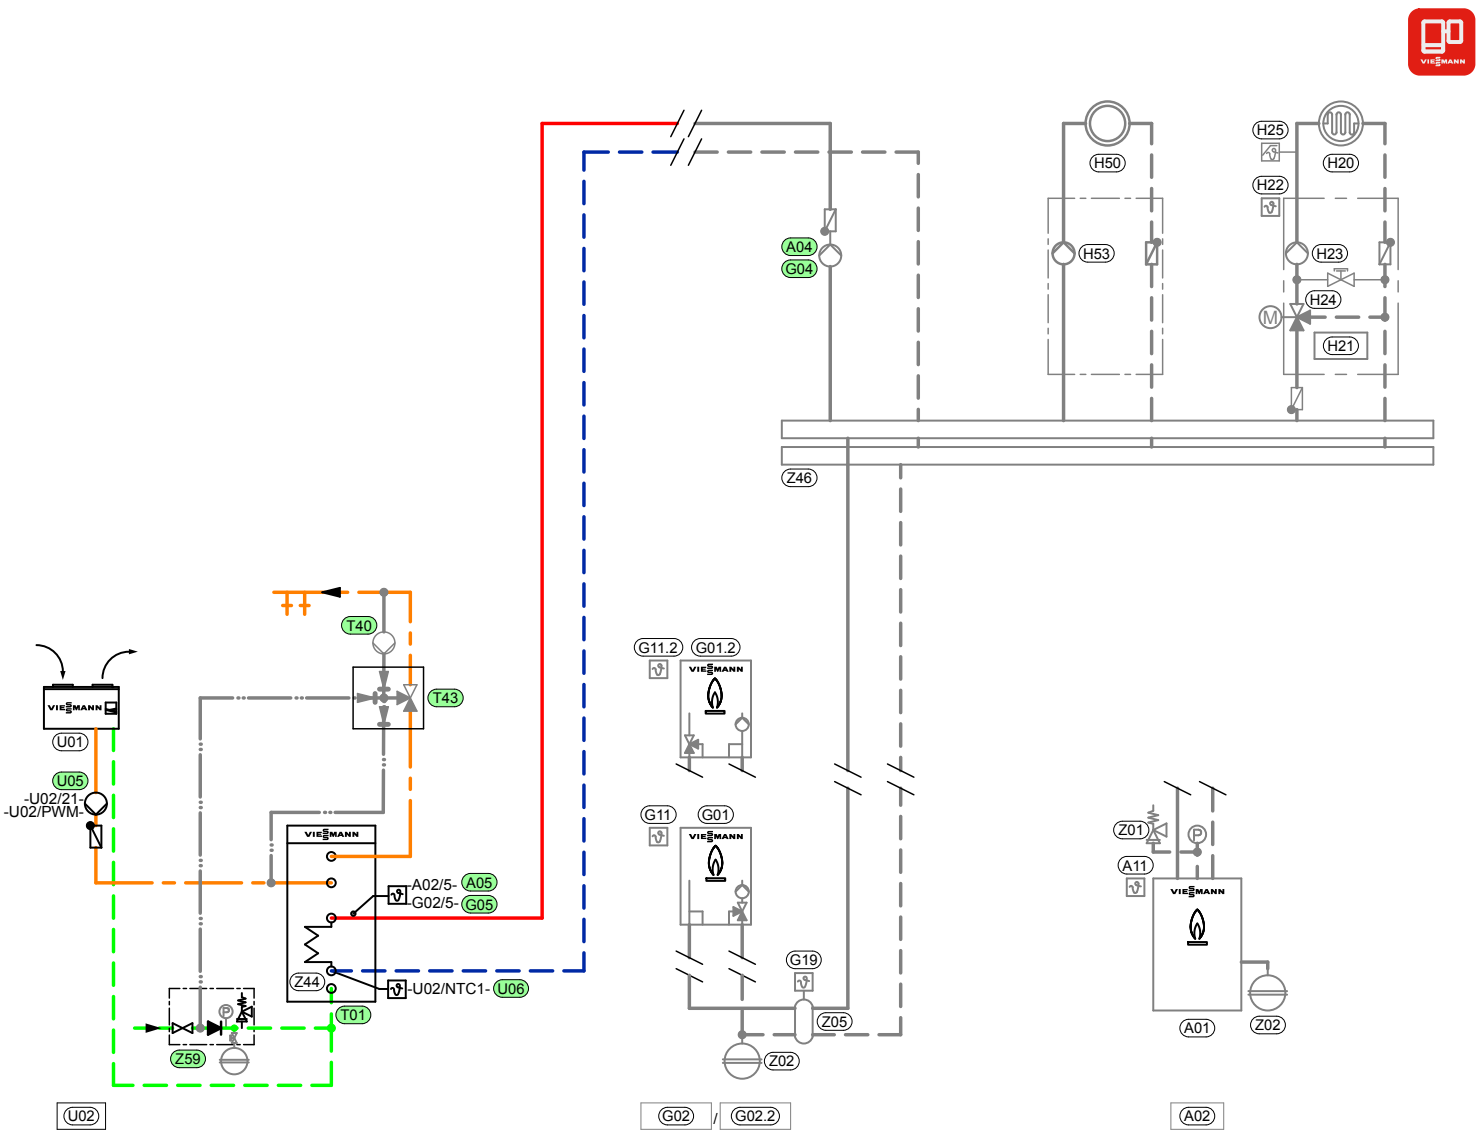 VIESMANN
H25
H50
H20
H22
A04
G04
H53
H23
H24
M
H21
Z46
T40
G11.2
G01.2
VIESMANN
T43
VIESMANN
U01
U05
-U02/21-
-U02/PWM-
G11
G01
VIESMANN
VIESMANN
Z01
P
A11
-A02/5- A05
-G02/5- G05
VIESMANN
Z44
-U02/NTC1- U06
G19
P
T01
Z05
A01
Z02
Z59
Z02
U02
G02 / G02.2
A02